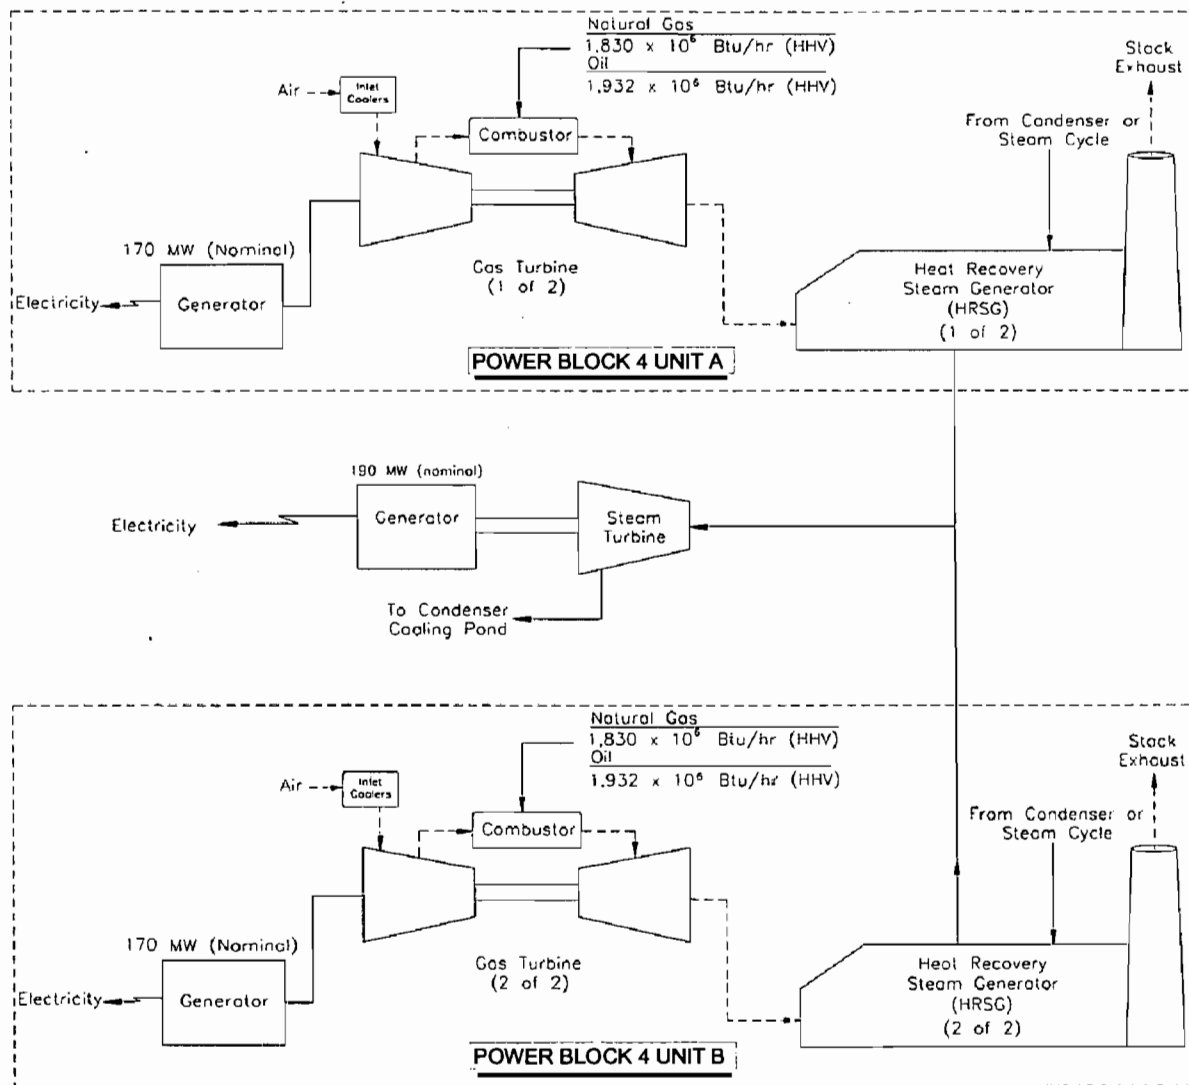 Natural Gas
1,830 x 10⁶ Btu/hr (HHV)
Oil
1,932 x 10⁶ Btu/hr (HHV)
Stack
Exhaust
Air
Inlet
Coolers
Combustor
From Condenser or
Steam Cycle
170 MW (Nominal)
Electricity
Generator
Gas Turbine
(1 of 2)
Heat Recovery
Steam Generator
(HRSG)
(1 of 2)
POWER BLOCK 4 UNIT A
190 MW (nominal)
Electricity
Generator
Steam
Turbine
To Condenser
Cooling Pond
Natural Gas
1,830 x 10⁶ Btu/hr (HHV)
Oil
1,932 x 10⁶ Btu/hr (HHV)
Stack
Exhaust
Air
Inlet
Coolers
Combustor
From Condenser or
Steam Cycle
170 MW (Nominal)
Electricity
Generator
Gas Turbine
(2 of 2)
Heat Recovery
Steam Generator
(HRSG)
(2 of 2)
POWER BLOCK 4 UNIT B